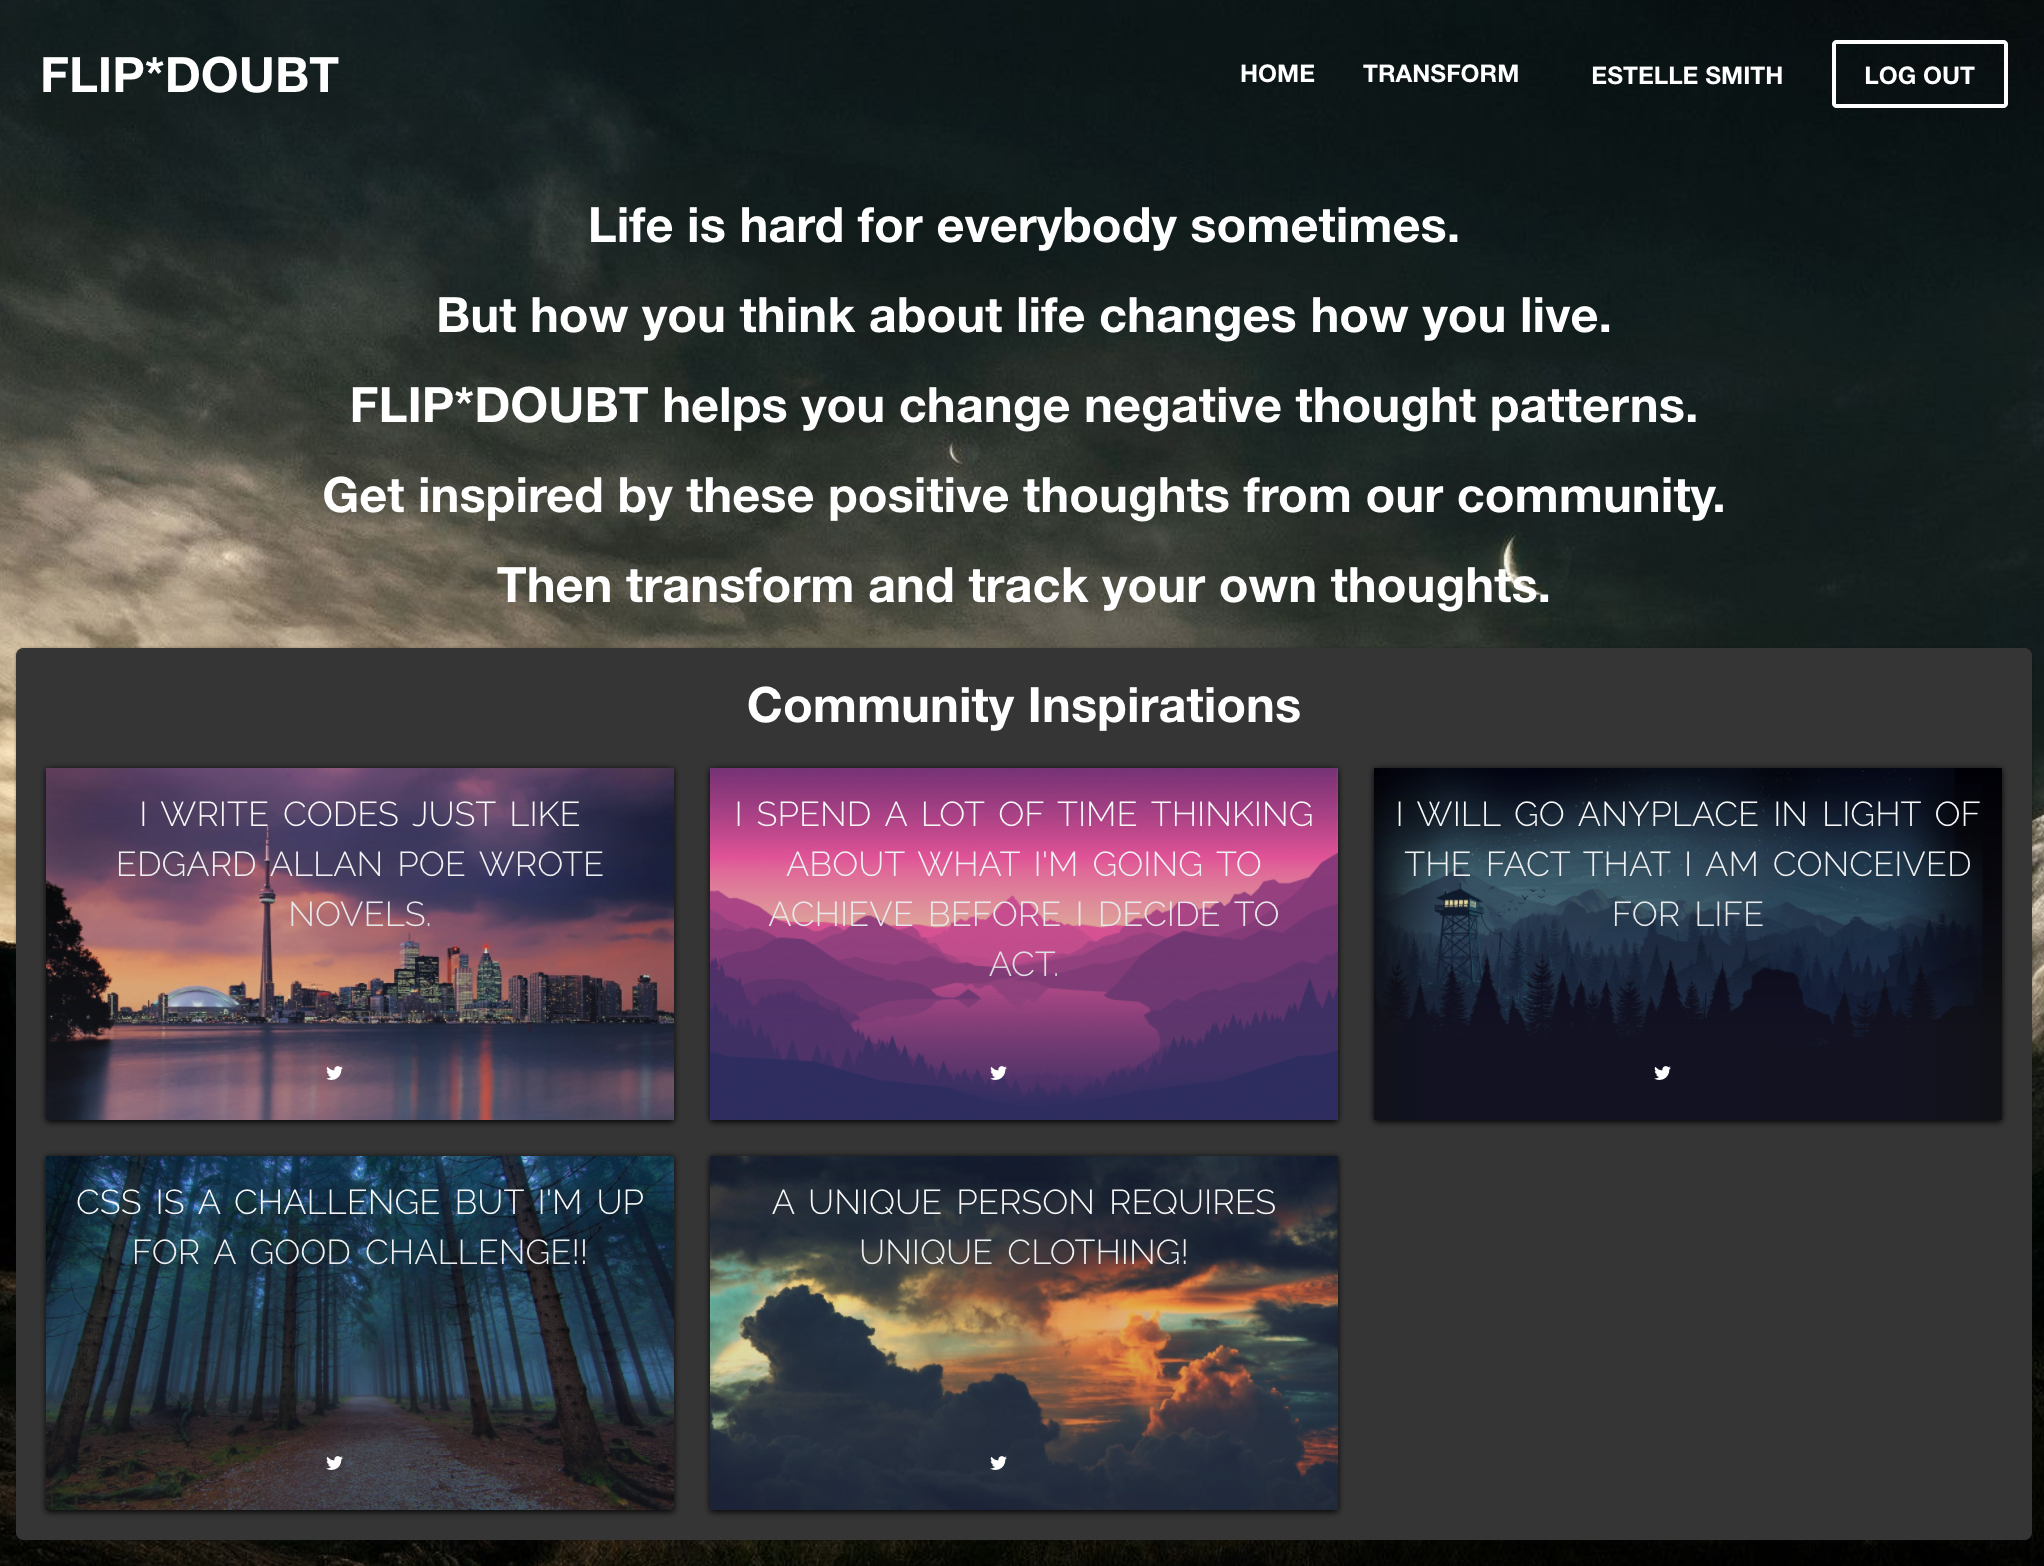 FLIP*DOUBT
HOME TRANSFORM ESTELLE SMITH LOG OUT
Life is hard for everybody sometimes.
But how you think about life changes how you live.
FLIP*DOUBT helps you change negative thought patterns.
Get inspired by these positive thoughts from our community.
Then transform and track your own thoughts.
Community Inspirations
I WRITE CODES JUST LIKE
EDGARD ALLAN POE WROTE
NOVELS.
I SPEND A LOT OF TIME THINKING
ABOUT WHAT I'M GOING TO
ACHIEVE BEFORE I DECIDE TO
ACT.
I WILL GO ANYPLACE IN LIGHT OF
THE FACT THAT I AM CONCEIVED
FOR LIFE
CSS IS A CHALLENGE BUT I'M UP
FOR A GOOD CHALLENGE!!
A UNIQUE PERSON REQUIRES
UNIQUE CLOTHING!